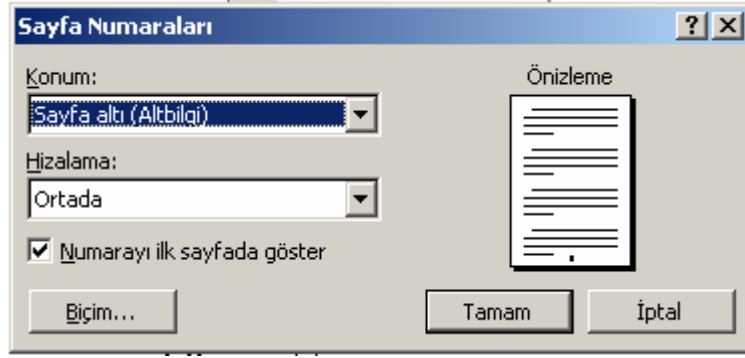 Sayfa Numaraları
Konum:
Önizleme
Sayfa altı (Altbilgi)
Hizalama:
Ortada
Numarayı ilk sayfada göster
Biçim...
Tamam
İptal